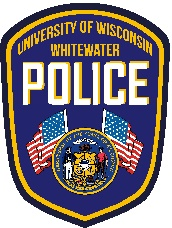 UNIVERSITY OF WISCONSIN
WHITEWATER
POLICE